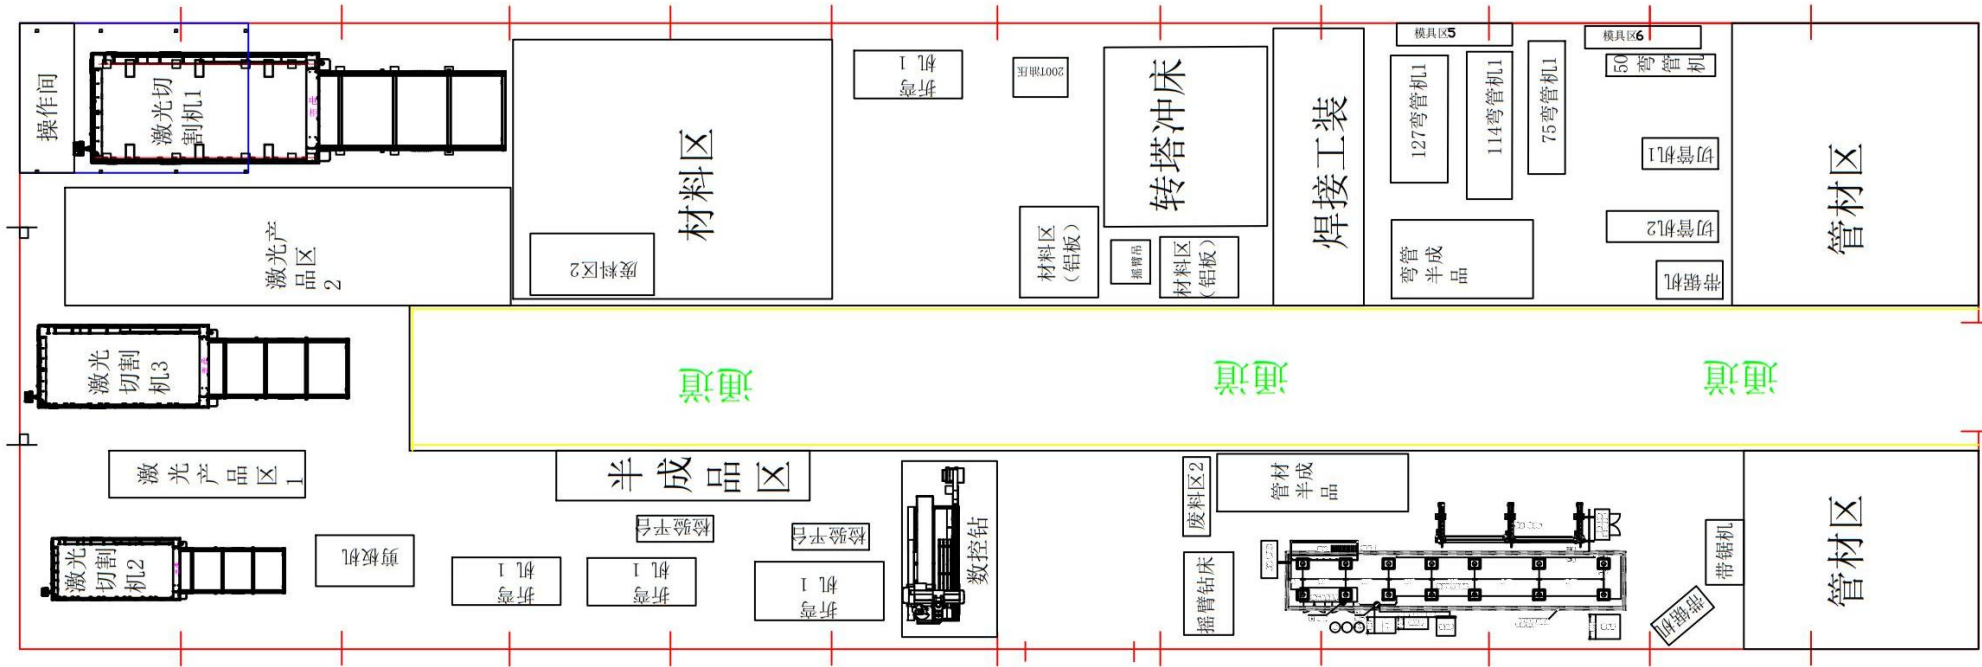 操作间
激光切
割机1
材料区
废料区2
激光产
品区
2
机 1
折弯
200T油压
转塔冲床
材料区
（铝板）
摇臂吊
材料区
（铝板）
焊接工装
模具区5
127弯管机1
114弯管机1
75弯管机1
弯管
半成
品
模具区6
50弯管机
切管机1
切管机2
带锯机
管材区
激光
切割
机3
通道
通道
通道
激光产品区
1
半成品区
检验平台
检验平台
激光
切割
机2
剪板机
机 1
折弯
机 1
折弯
机 1
折弯
数控钻
废料区2
管材
半成
品
摇臂钻床
带锯机
带锯机
管材区